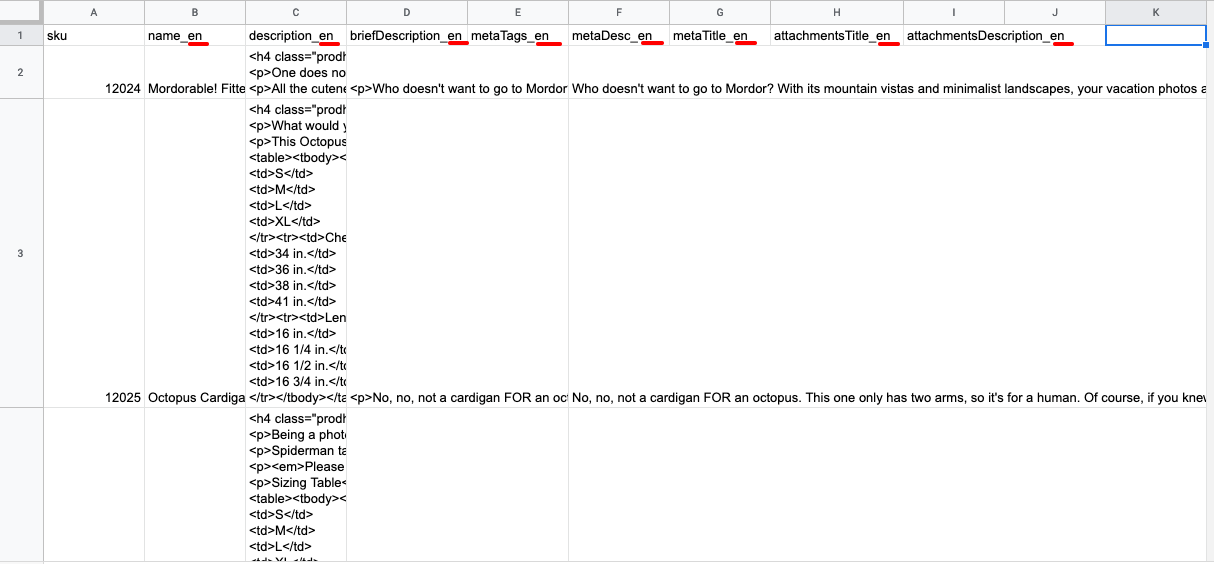 A B C D E F G H I J K
1 sku name_en description_en briefDescription_en metaTags_en metaDesc_en metaTitle_en attachmentsTitle_en attachmentsDescription_en
<h4 class="prodh
2 <p>One does no
12024 Mordorable! Fitte <p>All the cutene <p>Who doesn't want to go to Mordor Who doesn't want to go to Mordor? With its mountain vistas and minimalist landscapes, your vacation photos a
<h4 class="prodh
<p>What would y
<p>This Octopus
<table><tbody><
<td>S</td>
<td>M</td>
<td>L</td>
<td>XL</td>
</tr><tr><td>Che
3 <td>34 in.</td>
<td>36 in.</td>
<td>38 in.</td>
<td>41 in.</td>
</tr><tr><td>Len
<td>16 in.</td>
<td>16 1/4 in.</td
<td>16 1/2 in.</td
<td>16 3/4 in.</td
12025 Octopus Cardiga </tr></tbody></ta <p>No, no, not a cardigan FOR an oct No, no, not a cardigan FOR an octopus. This one only has two arms, so it's for a human. Of course, if you knew
<h4 class="prodh
<p>Being a phot
<p>Spiderman ta
<p><em>Please
<p>Sizing Table<
<table><tbody><
<td>S</td>
<td>M</td>
<td>L</td>
<td>XL</td>